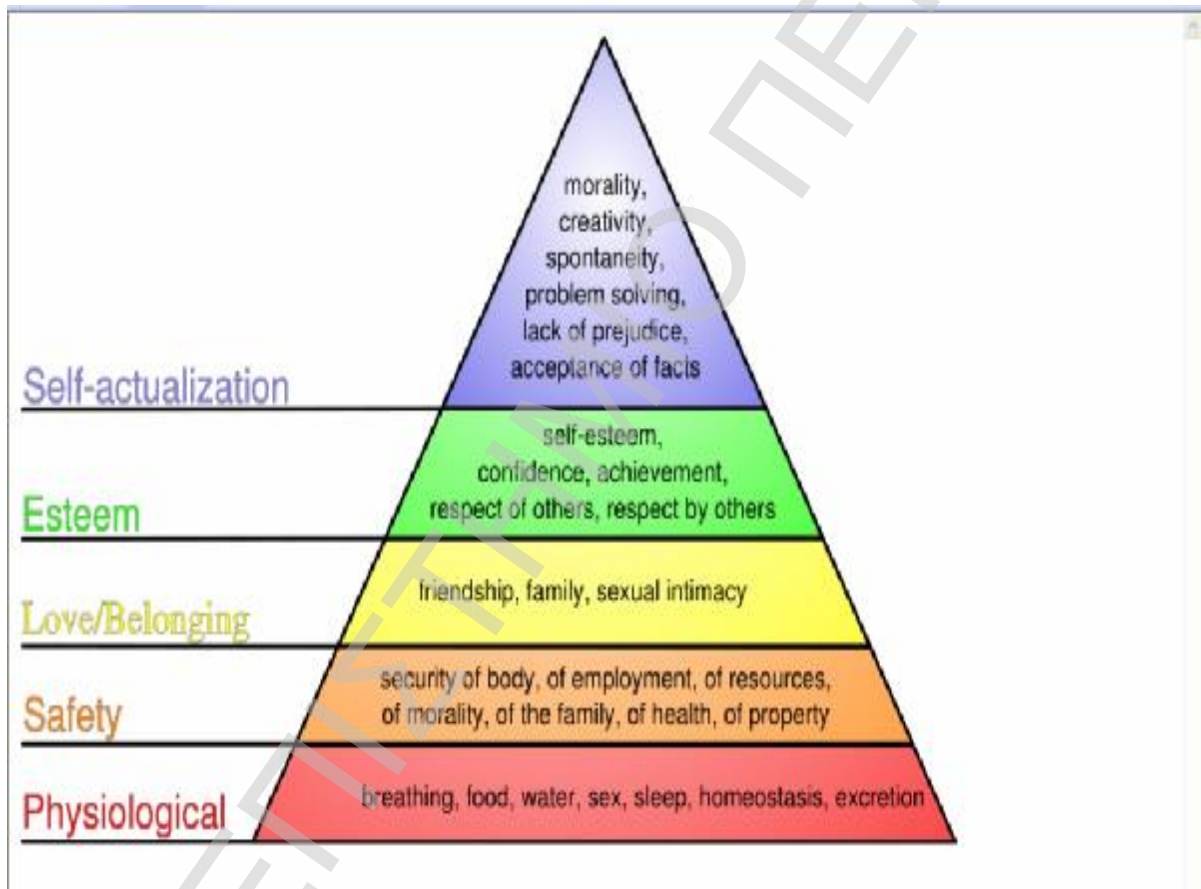 morality,
creativity,
spontaneity,
problem solving,
lack of prejudice,
acceptance of facts
Self-actualization
self-esteem,
confidence, achievement,
respect of others, respect by others
Esteem
friendship, family, sexual intimacy
Love/Belonging
security of body, of employment, of resources,
of morality, of the family, of health, of property
Safety
breathing, food, water, sex, sleep, homeostasis, excretion
Physiological